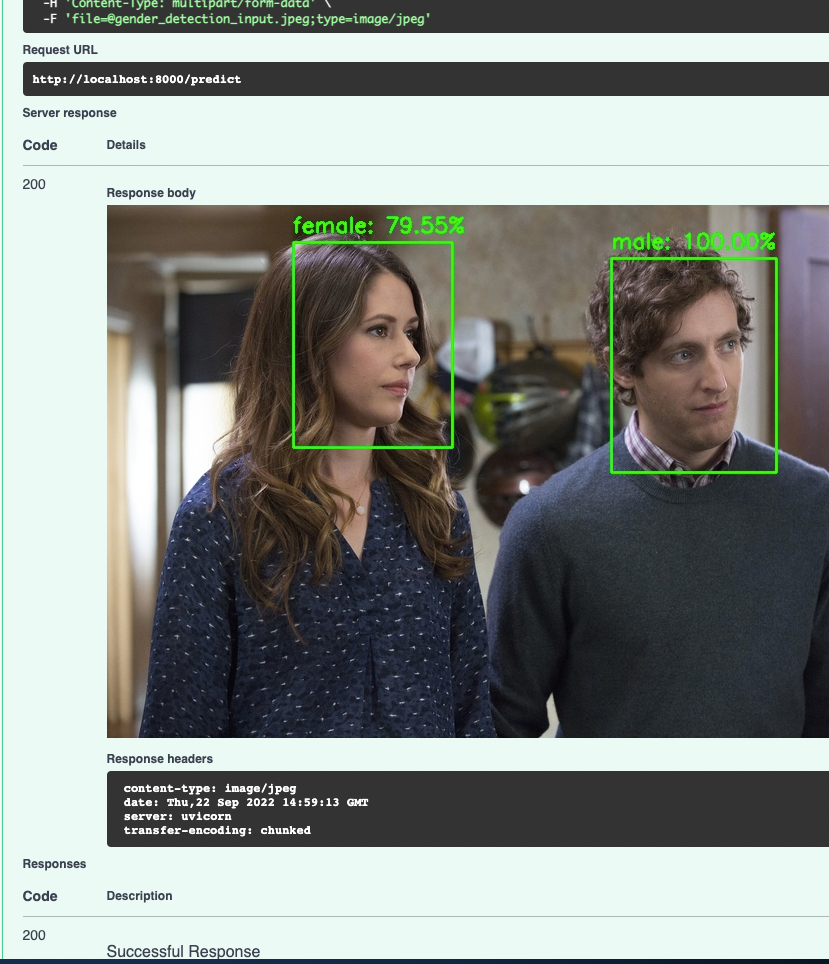 -H 'Content-Type: multipart/form-data' \
-F 'file=@gender_detection_input.jpeg;type=image/jpeg'
Request URL
http://localhost:8000/predict
Server response
Code Details
200
Response body
female: 79.55%
male: 100.00%
Response headers
content-type: image/jpeg
date: Thu,22 Sep 2022 14:59:13 GMT
server: uvicorn
transfer-encoding: chunked
Responses
Code Description
200
Successful Response